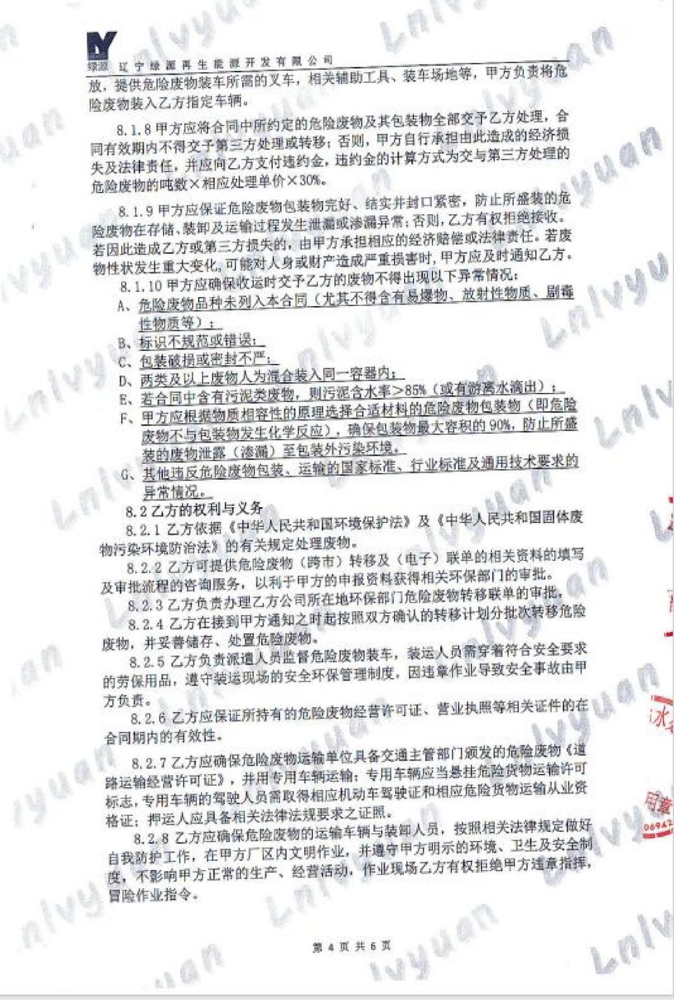 绿源 辽宁绿源再生能源开发有限公司
放，提供危险废物装车所需的叉车，相关辅助工具、装车场地等，甲方负责将危
险废物装入乙方指定车辆。
8.1.8 甲方应将合同中所约定的危险废物及其包装物全部交予乙方处理，合
同有效期内不得交予第三方处理或转移；否则，甲方自行承担由此造成的经济损
失及法律责任，并应向乙方支付违约金，违约金的计算方式为交与第三方处理的
危险废物的吨数×相应处理单价×30%。
8.1.9 甲方应保证危险废物包装物完好、结实并封口紧密，防止所盛装的危
险废物在存储、装卸及运输过程发生泄漏或渗漏异常；否则，乙方有权拒绝接收。
若因此造成乙方或第三方损失的，由甲方承担相应的经济赔偿或法律责任。若废
物性状发生重大变化，可能对人身或财产造成严重损害时，甲方应及时通知乙方。
8.1.10 甲方应确保收运时交予乙方的废物不得出现以下异常情况：
A、危险废物品种未列入本合同（尤其不得含有易爆物、放射性物质、剧毒
性物质等）；
B、标识不规范或错误；
C、包装破损或密封不严；
D、两类及以上废物人为混合装入同一容器内；
E、若合同中含有污泥类废物，则污泥含水率＞85%（或有游离水滴出）；
F、甲方应根据物质相容性的原理选择合适材料的危险废物包装物（即危险
废物不与包装物发生化学反应），确保包装物最大容积的 90%，防止所盛
装的废物泄露（渗漏）至包装外污染环境。
G、其他违反危险废物包装、运输的国家标准、行业标准及通用技术要求的
异常情况。
8.2 乙方的权利与义务
8.2.1 乙方依据《中华人民共和国环境保护法》及《中华人民共和国固体废
物污染环境防治法》的有关规定处理废物。
8.2.2 乙方可提供危险废物（跨市）转移及（电子）联单的相关资料的填写
及审批流程的咨询服务，以利于甲方的申报资料获得相关环保部门的审批。
8.2.3 乙方负责办理乙方公司所在地环保部门危险废物转移联单的审批。
8.2.4 乙方在接到甲方通知之时起按照双方确认的转移计划分批次转移危险
废物，并妥善储存、处置危险废物。
8.2.5 乙方负责派遣人员监督危险废物装车，装运人员需穿着符合安全要求
的劳保用品，遵守装运现场的安全环保管理制度，因违章作业导致安全事故由甲
方负责。
8.2.6 乙方应保证所持有的危险废物经营许可证、营业执照等相关证件的在
合同期内的有效性。
8.2.7 乙方应确保危险废物运输单位具备交通主管部门颁发的危险废物《道
路运输经营许可证》，并用专用车辆运输；专用车辆应当悬挂危险货物运输许可
标志，专用车辆的驾驶人员需取得相应机动车驾驶证和相应危险货物运输从业资
格证；押运人应具备相关法律法规要求之证照。
8.2.8 乙方应确保危险废物的运输车辆与装卸人员，按照相关法律规定做好
自我防护工作，在甲方厂区内文明作业，并遵守甲方明示的环境、卫生及安全制
度，不影响甲方正常的生产、经营活动，作业现场乙方有权拒绝甲方违章指挥，
冒险作业指令。
用章
06942
第 4 页 共 6 页
Lnlvyuan